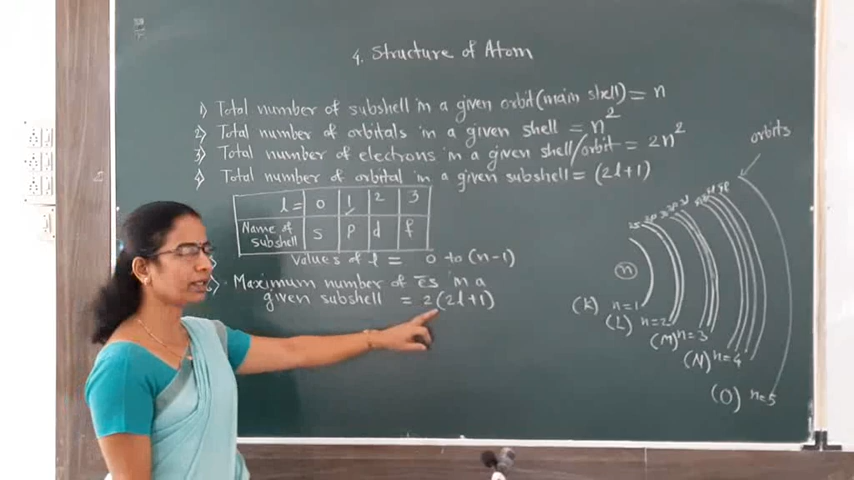 4. Structure of Atom
1) Total number of subshell in a given orbit (main shell) = n
2) Total number of orbitals in a given shell = n²
3) Total number of electrons in a given shell/orbit = 2n²
4) Total number of orbital in a given subshell = (2l+1)
l= 0 1 2 3
Name of subshell s p d f
Values of l = 0 to (n-1)
Maximum number of ēs in a
given subshell = 2(2l+1)
orbits
n
(K) n=1
(L) n=2
(M) n=3
(N) n=4
(O) n=5